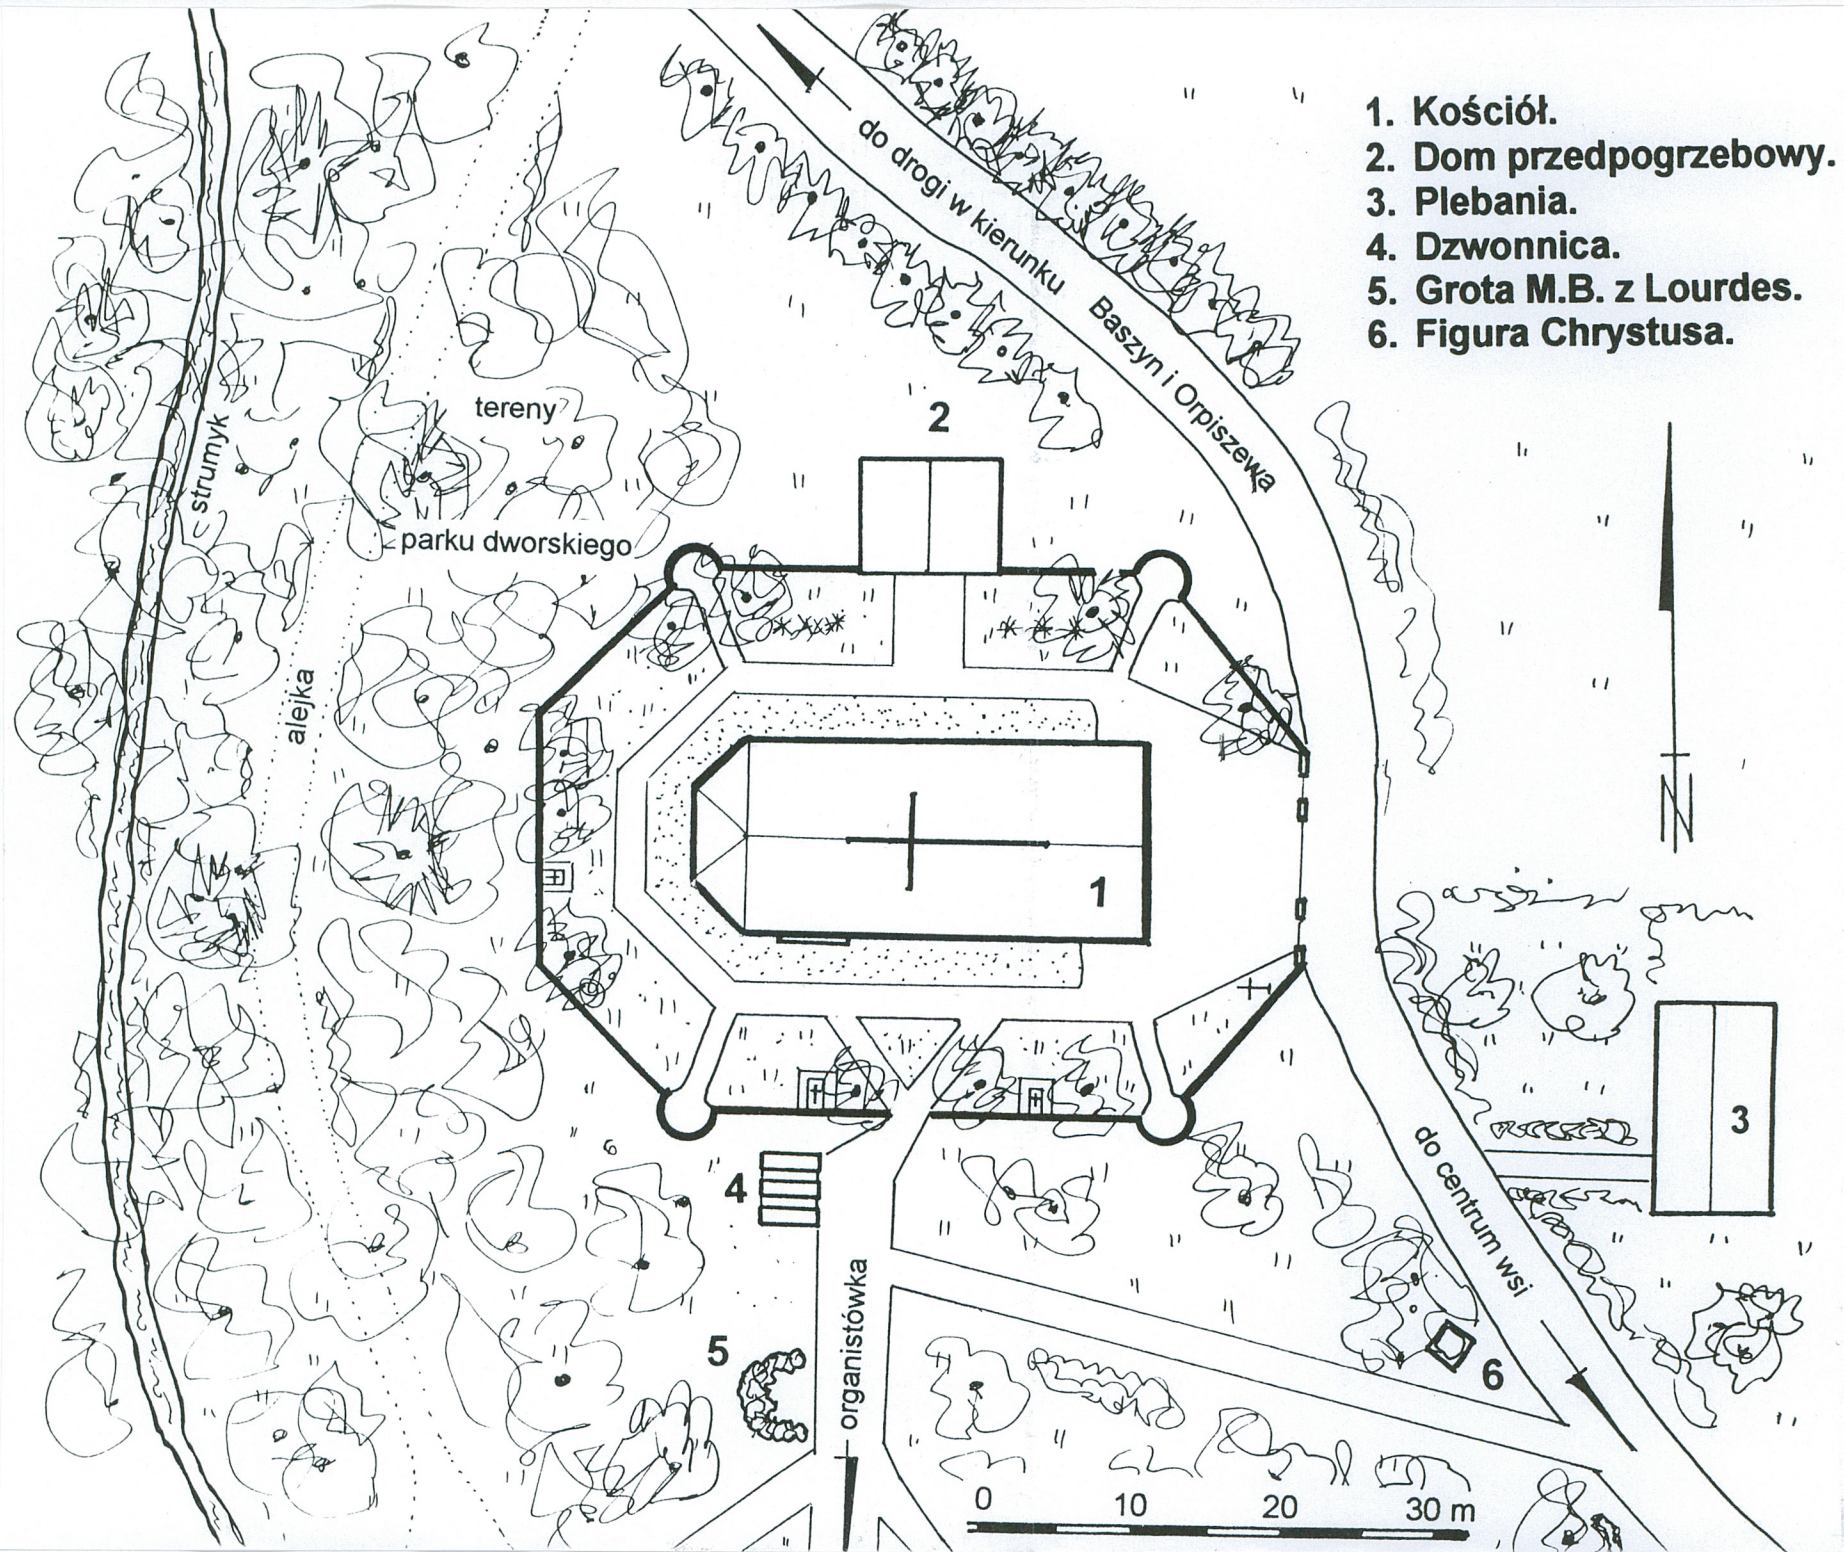 1. Kościół.
2. Dom przedpogrzebowy.
3. Plebania.
4. Dzwonnica.
5. Grota M.B. z Lourdes.
6. Figura Chrystusa.
do drogi w kierunku Baszyn i Orpiszewa
strumyk
tereny
parku dworskiego
alejka
2
1
N
3
do centrum wsi
4
organistówka
5
6
0 10 20 30 m